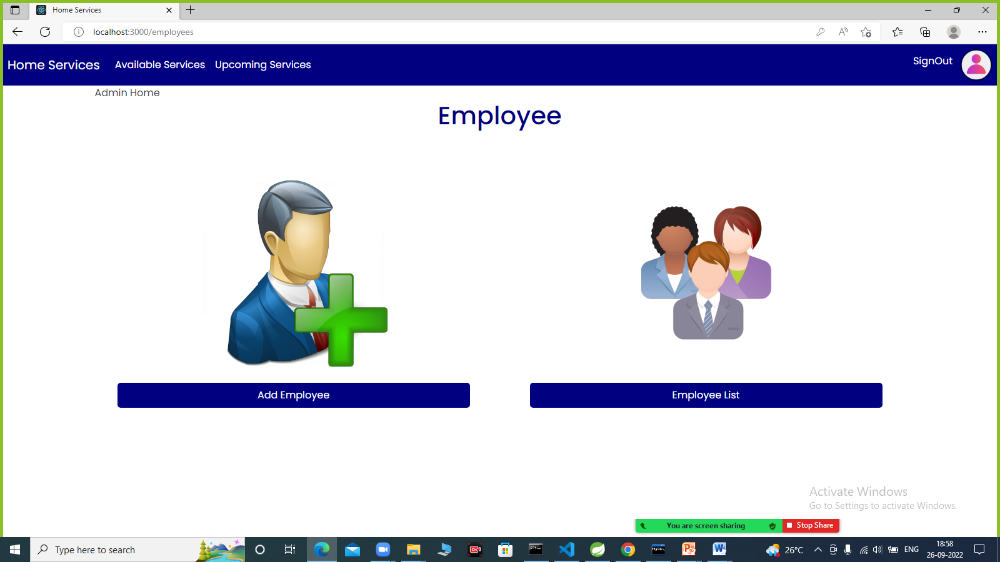 Home Services
localhost:3000/employees
Home Services
Available Services
Upcoming Services
SignOut
Admin Home
Employee
Add Employee
Employee List
Activate Windows
Go to Settings to activate Windows.
You are screen sharing
Stop Share
Type here to search
26°C
ENG
18:58
26-09-2022